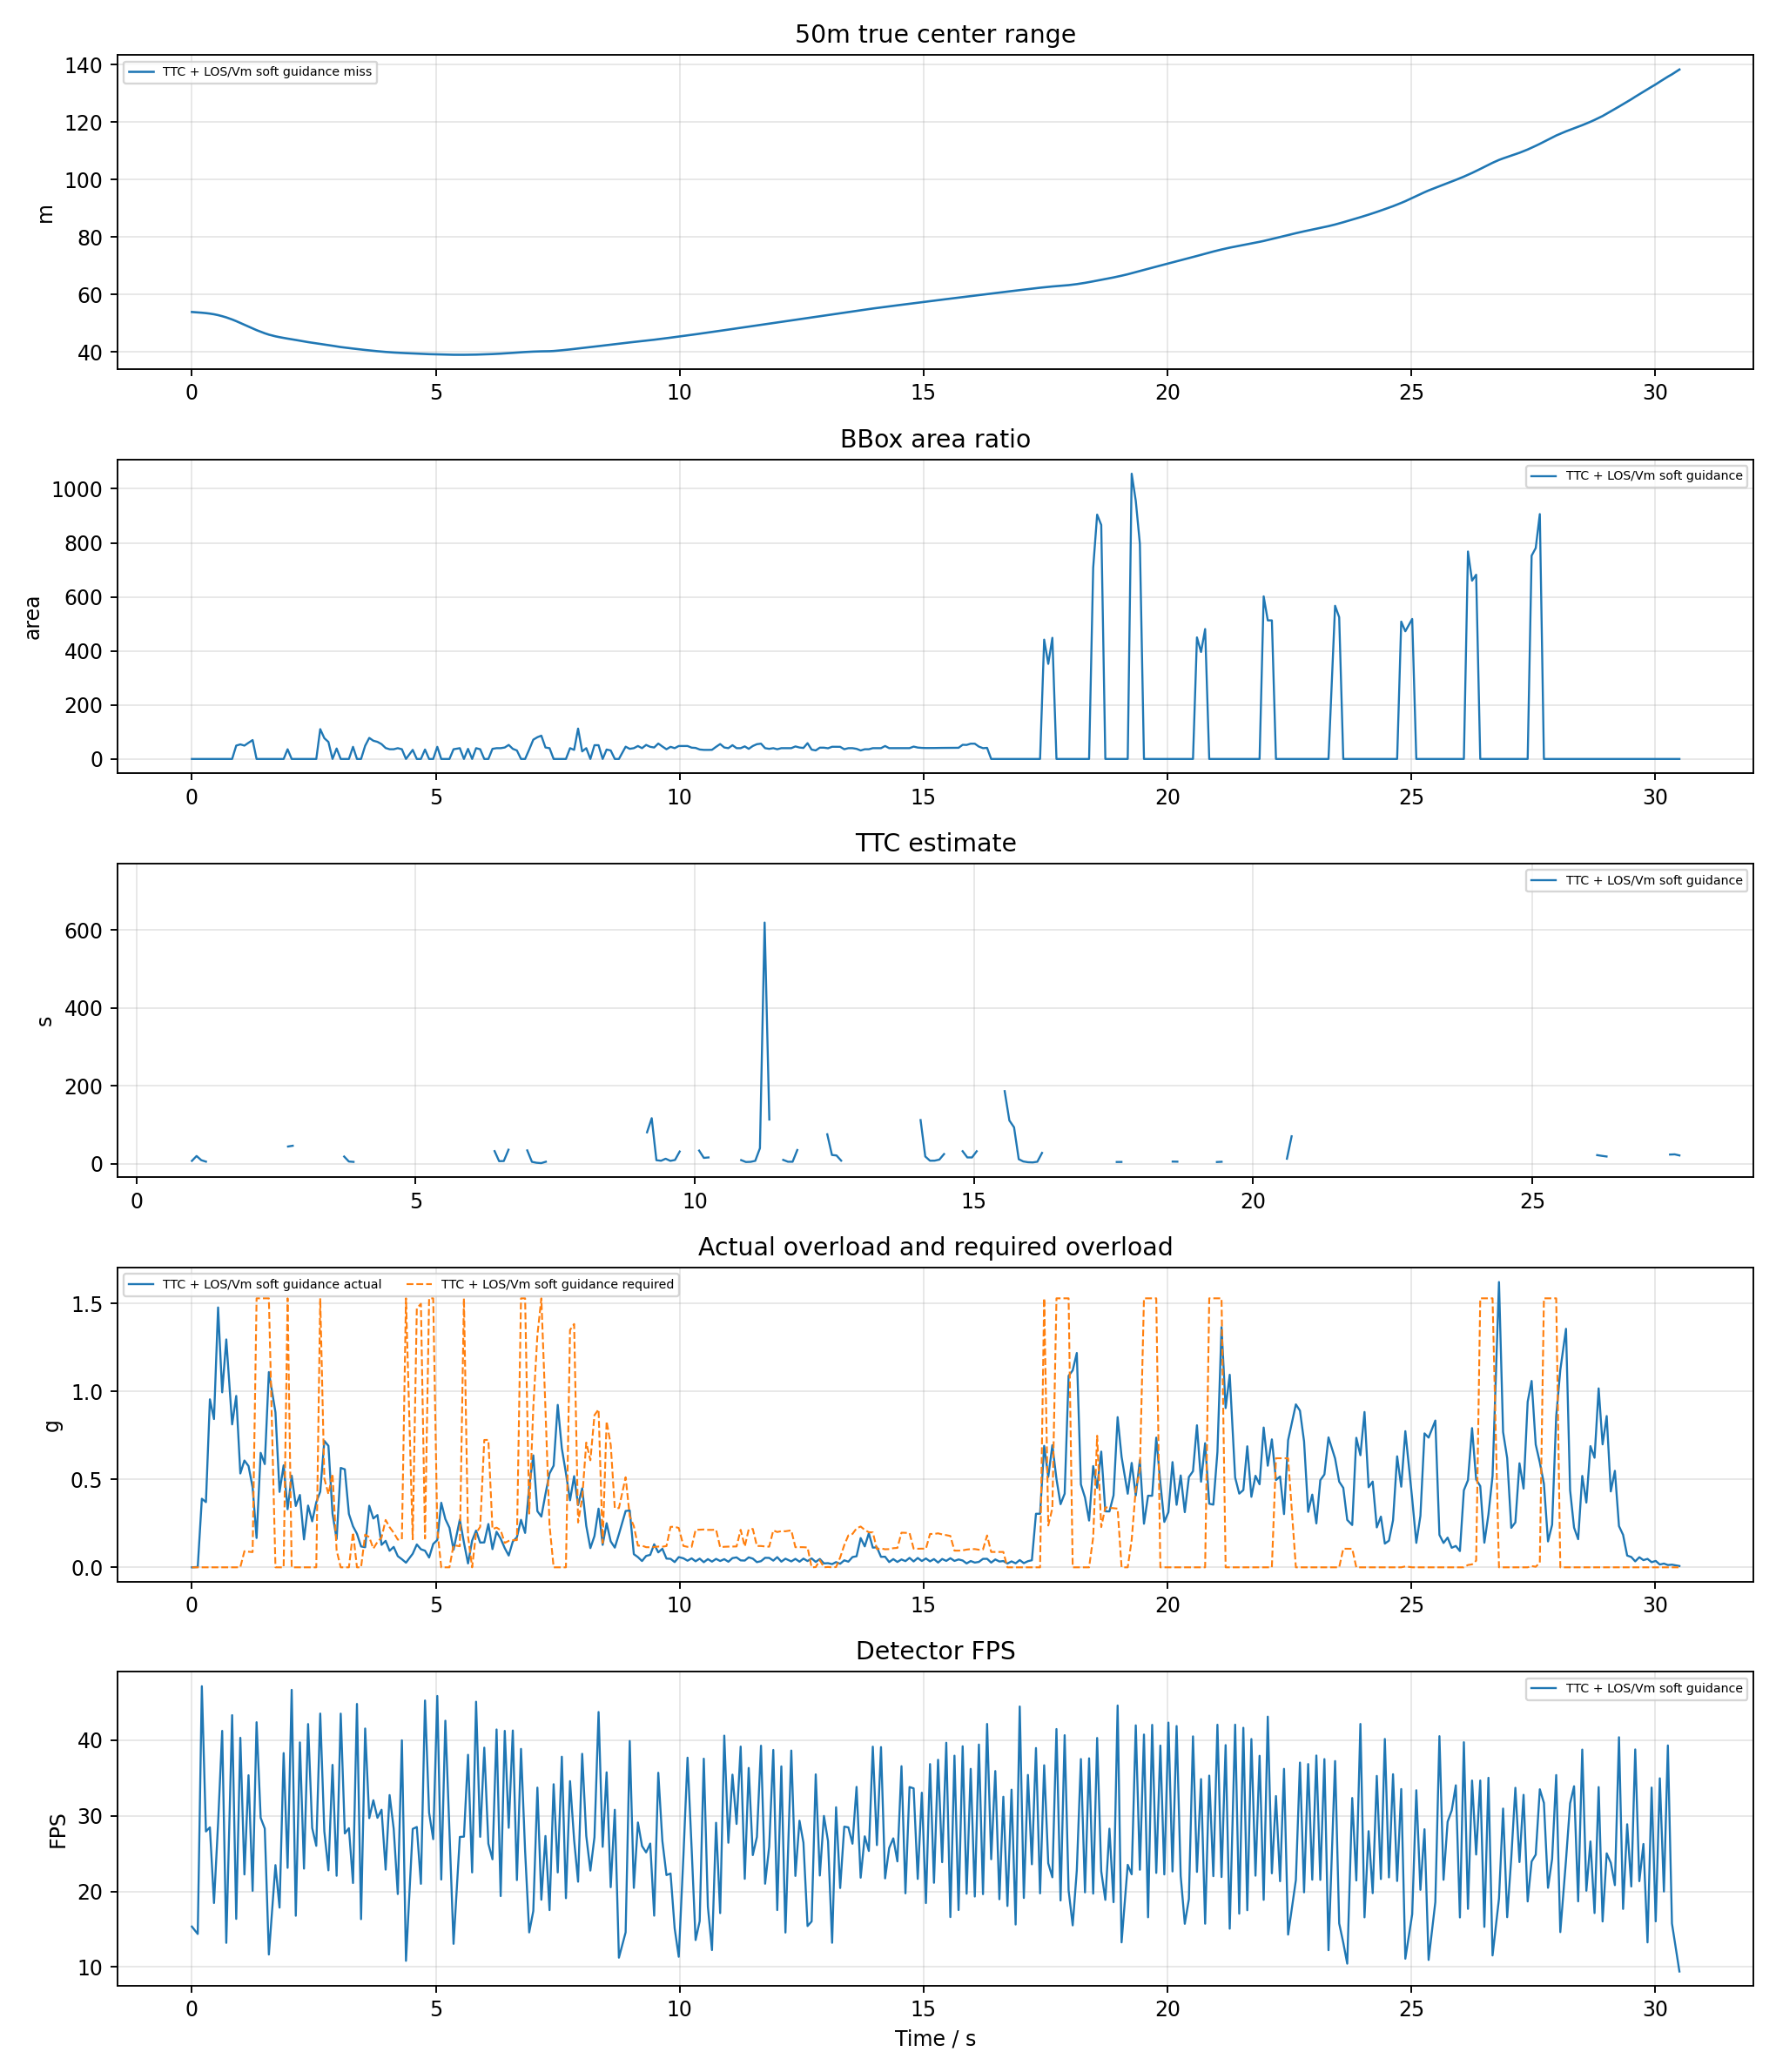 50m true center range
TTC + LOS/Vm soft guidance miss
140
120
100
80
60
40
m
0 5 10 15 20 25 30
BBox area ratio
TTC + LOS/Vm soft guidance
1000
800
600
400
200
0
area
0 5 10 15 20 25 30
TTC estimate
TTC + LOS/Vm soft guidance
600
400
200
0
s
0 5 10 15 20 25
Actual overload and required overload
TTC + LOS/Vm soft guidance actual TTC + LOS/Vm soft guidance required
1.5
1.0
0.5
0.0
g
0 5 10 15 20 25 30
Detector FPS
TTC + LOS/Vm soft guidance
40
30
20
10
FPS
0 5 10 15 20 25 30
Time / s